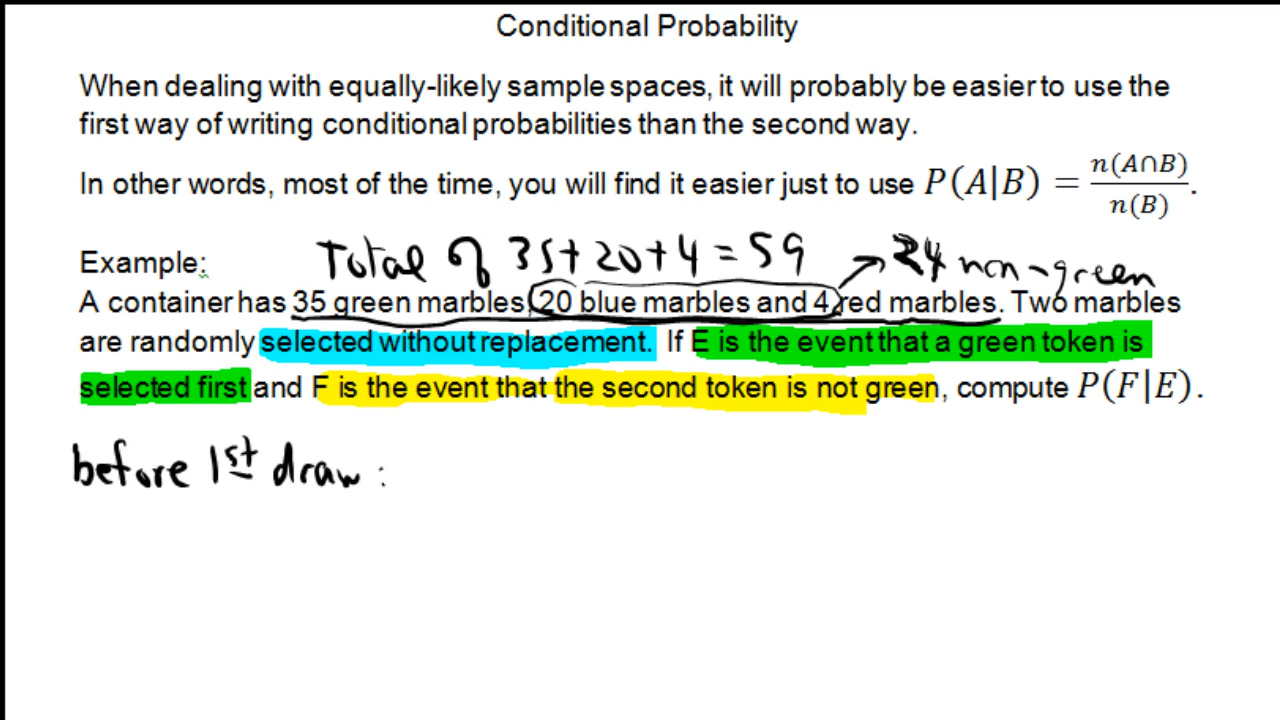 Conditional Probability
When dealing with equally-likely sample spaces, it will probably be easier to use the
first way of writing conditional probabilities than the second way.
In other words, most of the time, you will find it easier just to use P(A|B) = n(A∩B)/n(B).
Total of 35+20+4=59 → 24 non-green
Example:
A container has 35 green marbles, 20 blue marbles and 4 red marbles. Two marbles
are randomly selected without replacement. If E is the event that a green token is
selected first and F is the event that the second token is not green, compute P(F|E).
before 1st draw: